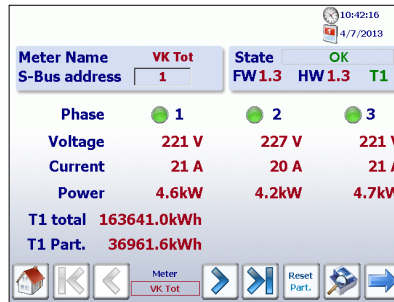 10:42:16
4/7/2013
Meter Name VK Tot State OK
S-Bus address 1 FW 1.3 HW 1.3 T1
Phase 1 2 3
Voltage 221 V 227 V 221 V
Current 21 A 20 A 21 A
Power 4.6kW 4.2kW 4.7kW
T1 total 163641.0kWh
T1 Part. 36961.6kWh
Meter
VK Tot
Reset
Part.